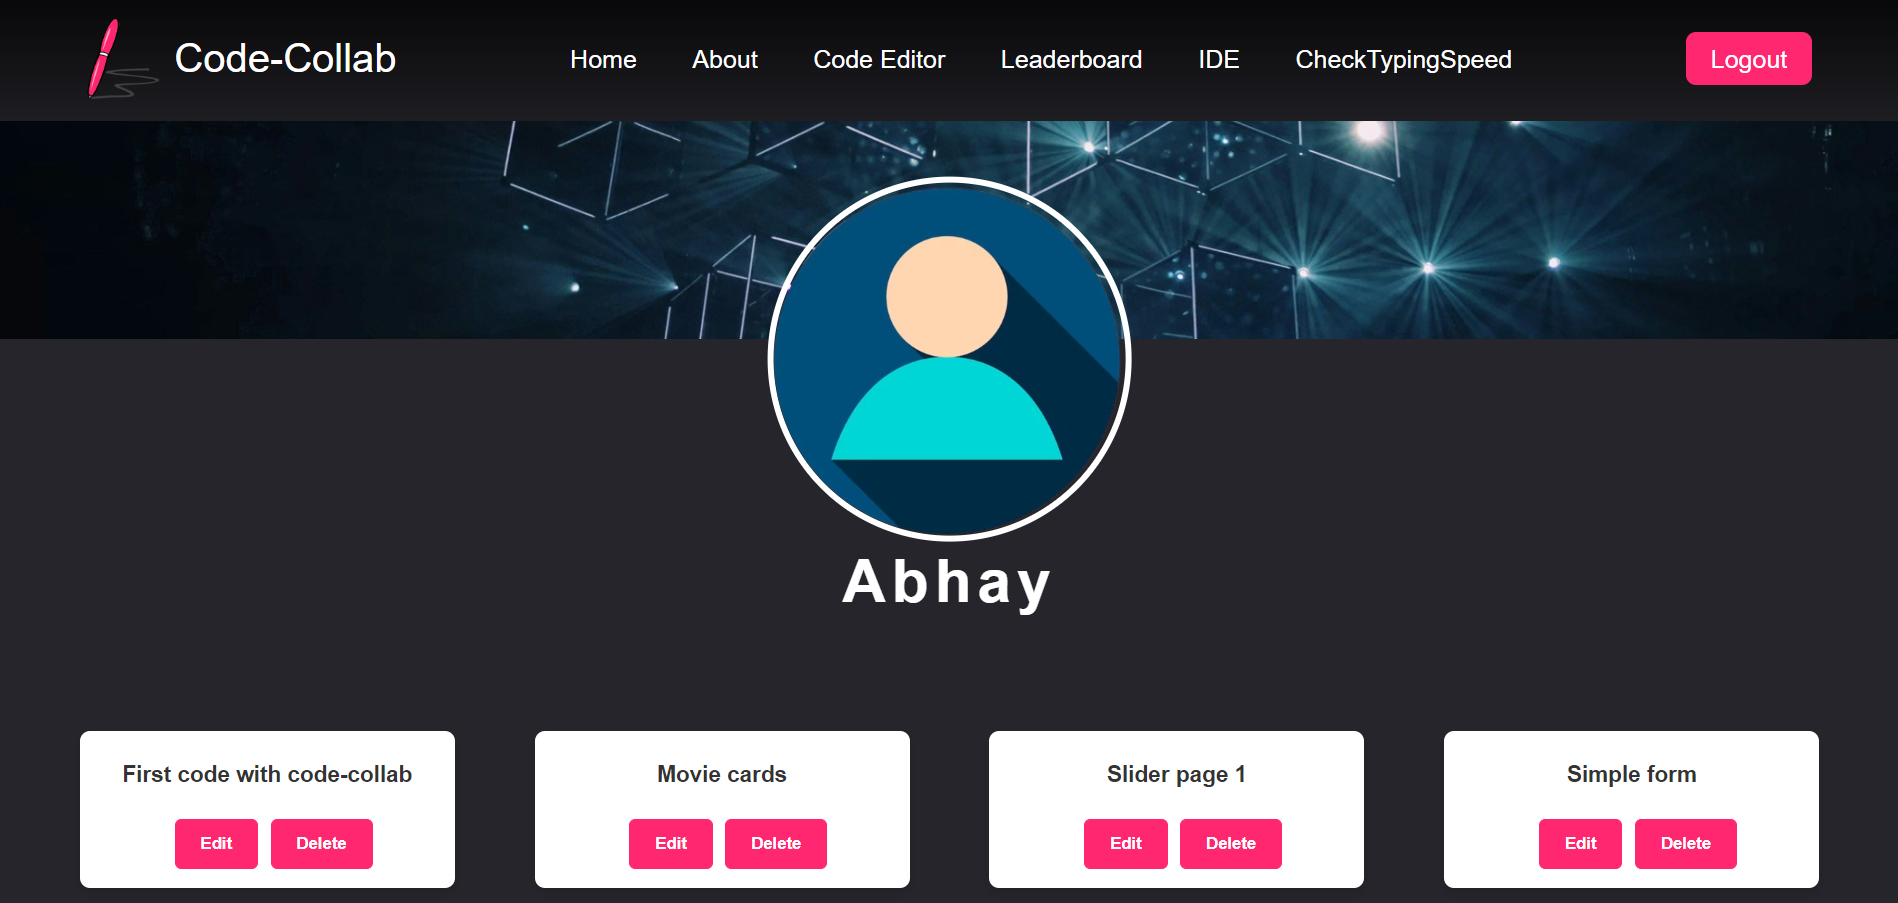 Code-Collab Home About Code Editor Leaderboard IDE CheckTypingSpeed Logout
Abhay
First code with code-collab Movie cards Slider page 1 Simple form
Edit Delete Edit Delete Edit Delete Edit Delete